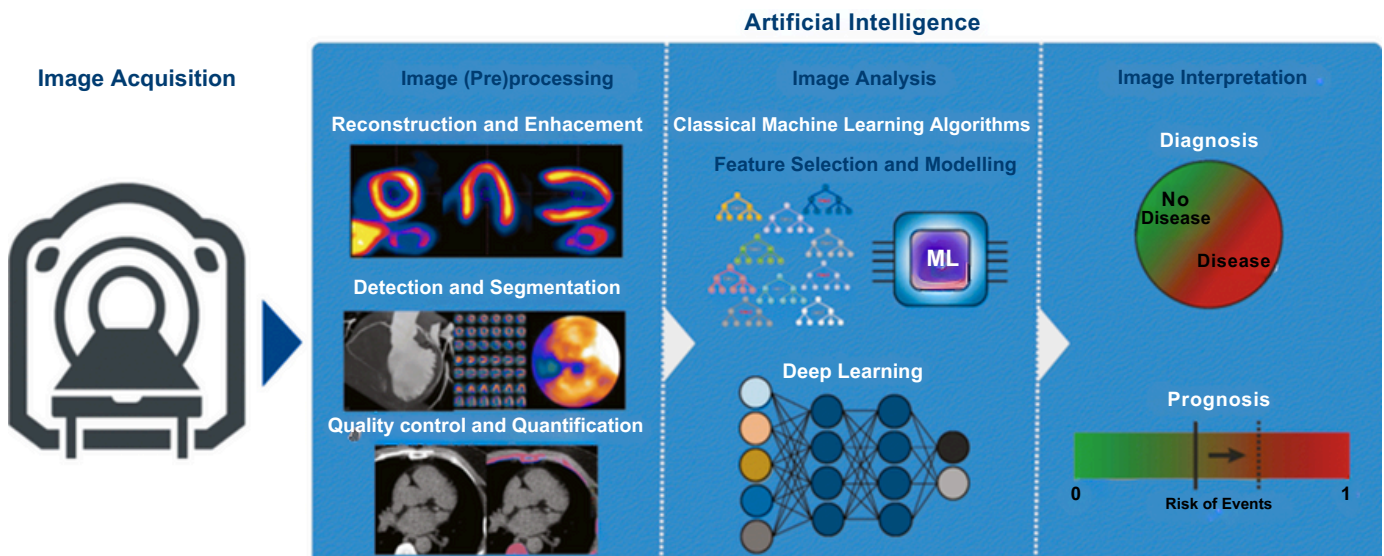 Artificial Intelligence
Image Acquisition
Image (Pre)processing
Reconstruction and Enhacement
Detection and Segmentation
Quality control and Quantification
Image Analysis
Classical Machine Learning Algorithms
Feature Selection and Modelling
ML
Deep Learning
Image Interpretation
Diagnosis
No
Disease
Disease
Prognosis
0
1
Risk of Events